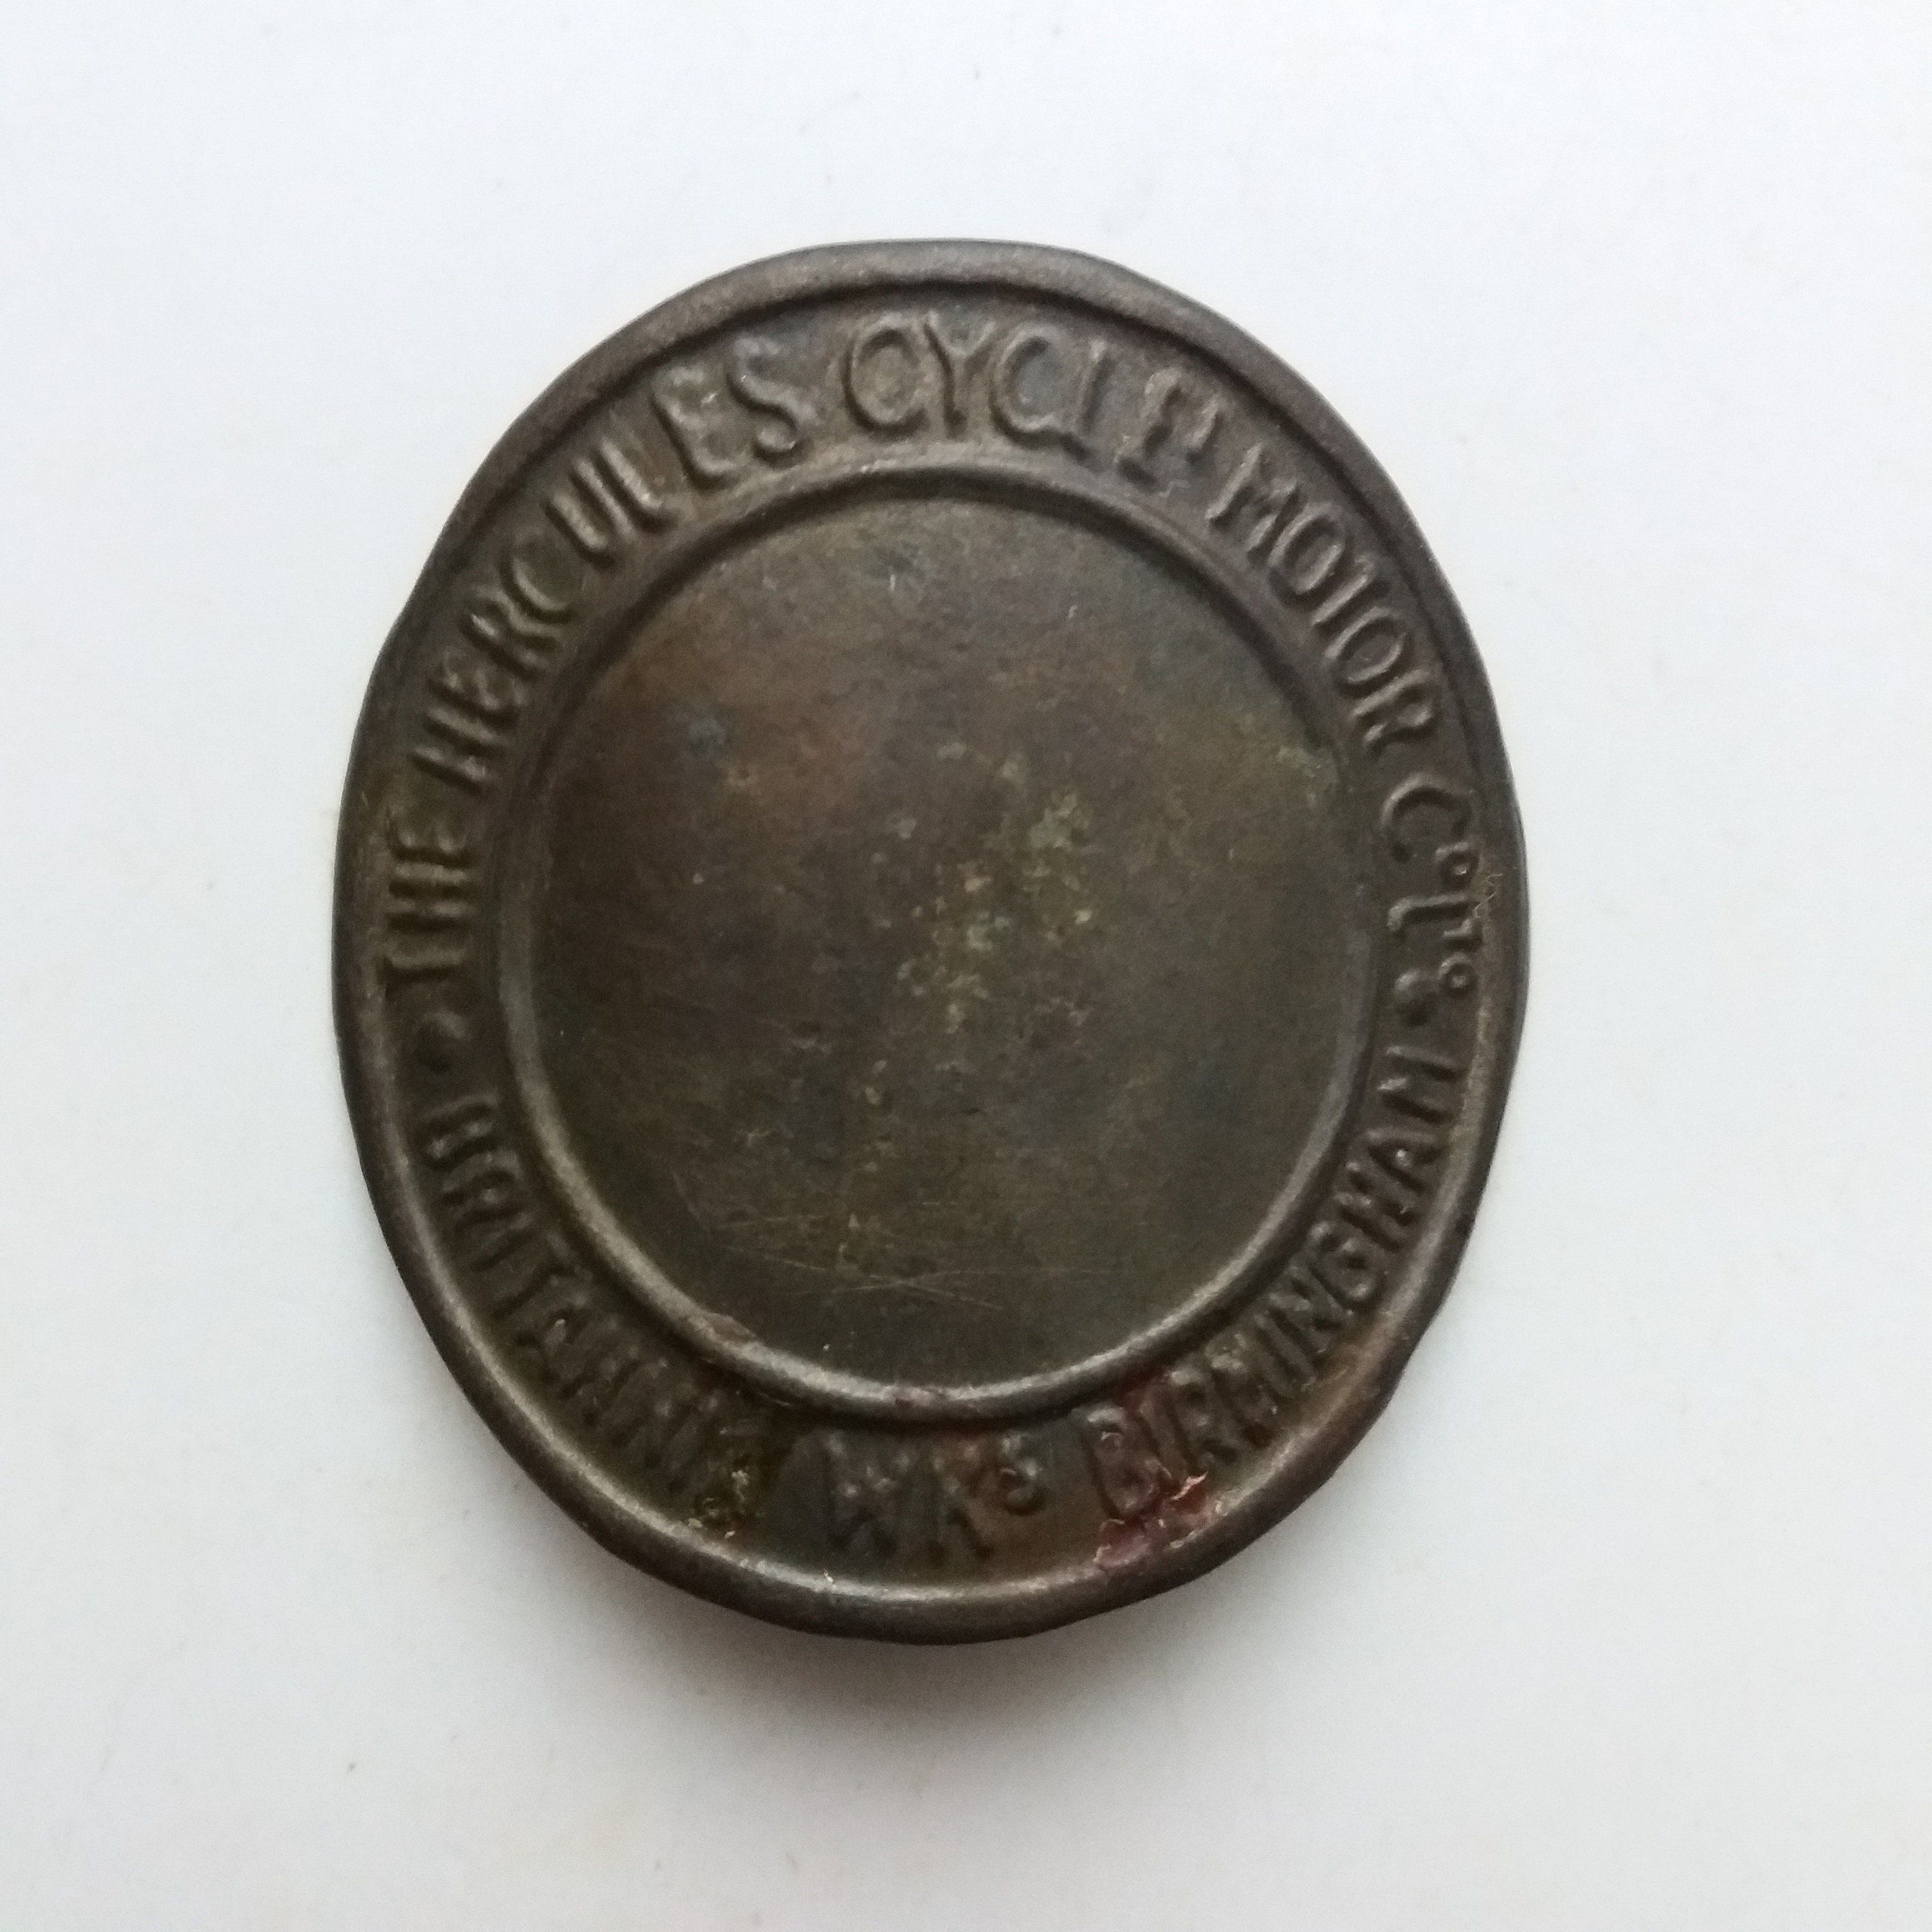 THE HERCULES CYCLE & MOTOR Co LTD
BRITANNIA WKS BIRMINGHAM